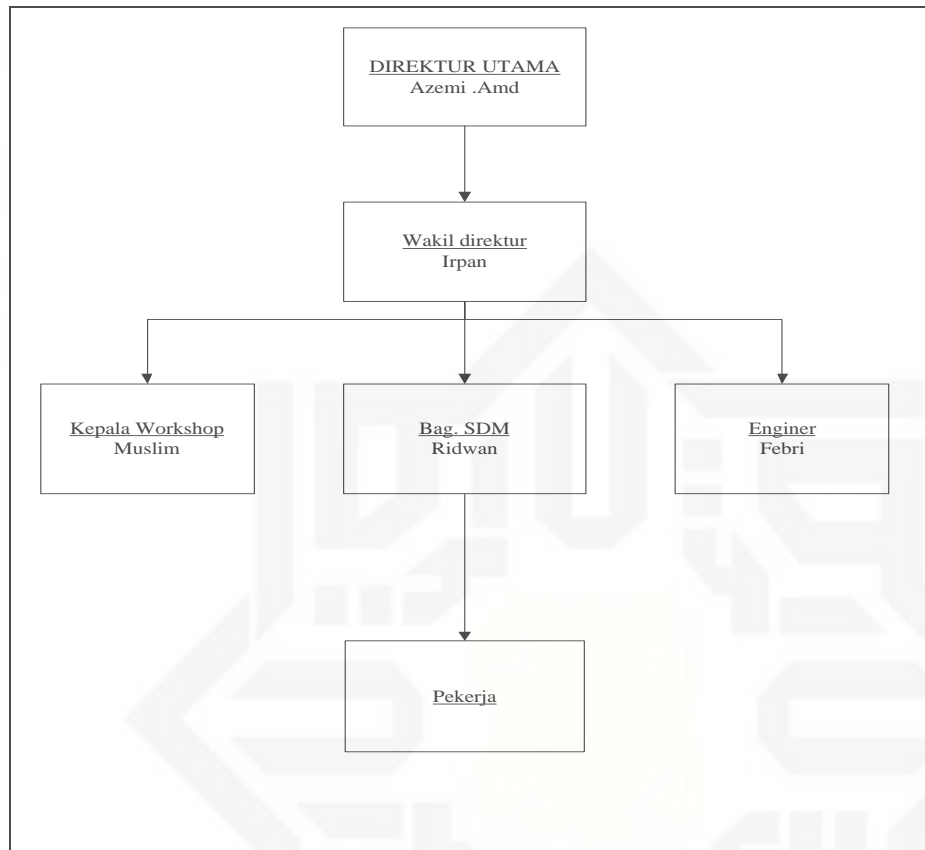 DIREKTUR UTAMA
Azemi .Amd
Wakil direktur
Irpan
Kepala Workshop
Muslim
Bag. SDM
Ridwan
Enginer
Febri
Pekerja